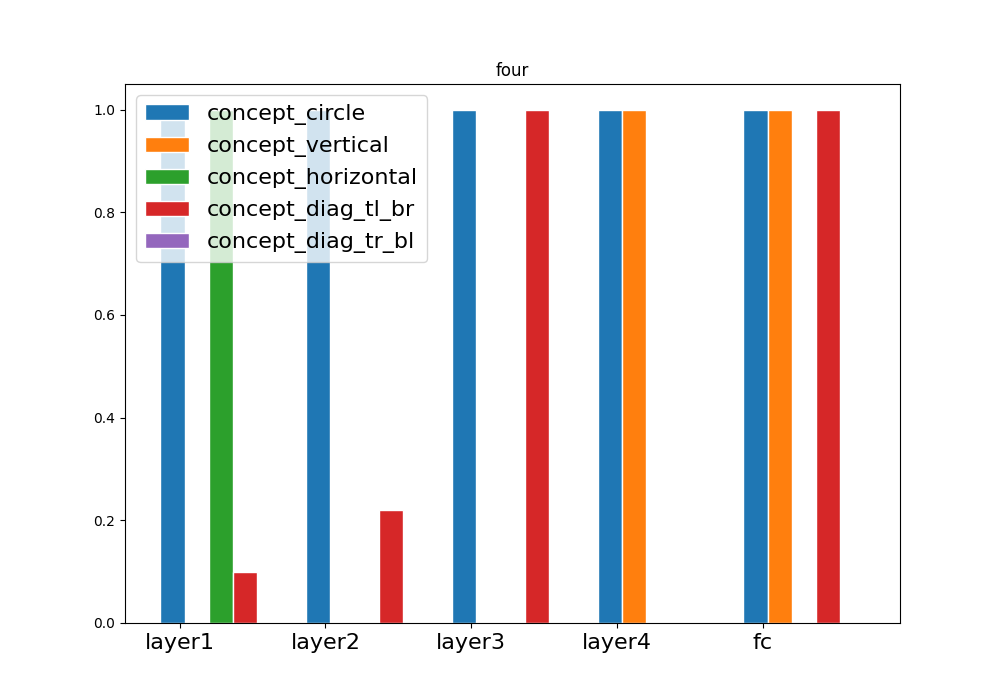 four
1.0
0.8
0.6
0.4
0.2
0.0
concept_circle
concept_vertical
concept_horizontal
concept_diag_tl_br
concept_diag_tr_bl
layer1 layer2 layer3 layer4 fc